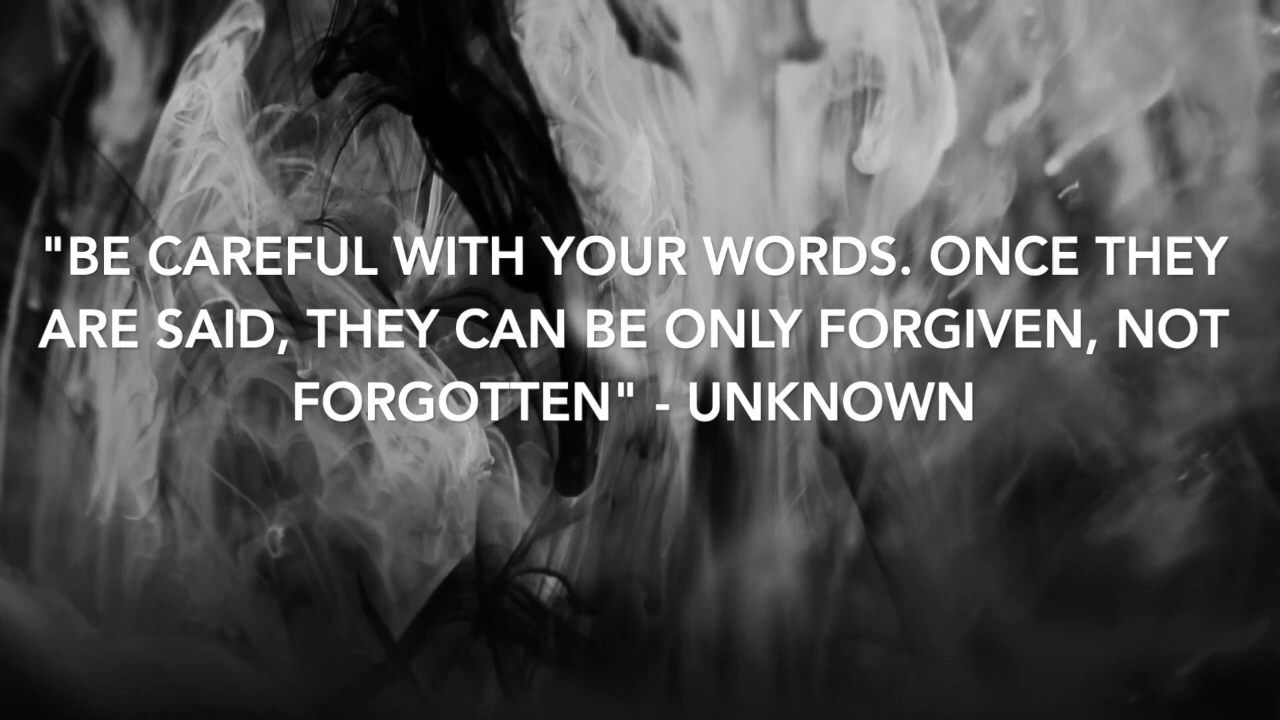 "BE CAREFUL WITH YOUR WORDS. ONCE THEY
ARE SAID, THEY CAN BE ONLY FORGIVEN, NOT
FORGOTTEN" - UNKNOWN